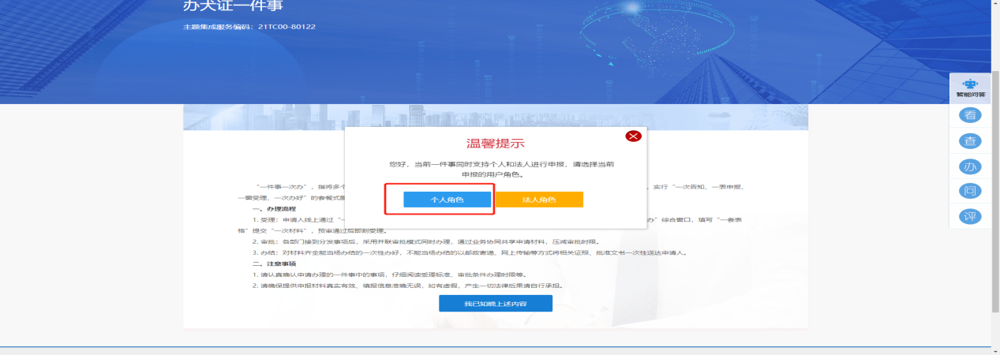 办犬证一件事
主题集成服务编码：21TC00-80122
智能问答
看
查
办
问
评
温馨提示
您好，当前一件事同时支持个人和法人进行申报，请选择当前
申报的用户角色。
个人角色
法人角色
“一件事一次办”，指将多个
，实行“一次告知、一表申报、
一窗受理、一次办好”的套餐式服
一、办理流程
1. 受理：申请人线上通过“一
办”综合窗口，填写“一套表
格”提交“一次材料”，预审通过后即刻受理。
2. 审批：各部门接到分发事项后，采用并联审批模式同时办理，通过业务协同共享申请材料，压减审批时限。
3. 办结：对材料齐全能当场办结的一次性办好，不能当场办结的以邮政寄递、网上传输等方式将相关证照、批准文书一次性送达申请人。
二、注意事项
1. 请认真确认申请办理的一件事中的事项，仔细阅读受理标准、审批条件办理时限等。
2. 请确保提供申报材料真实有效、填报信息准确无误，如有虚假，产生一切法律后果请自行承担。
我已知晓上述内容